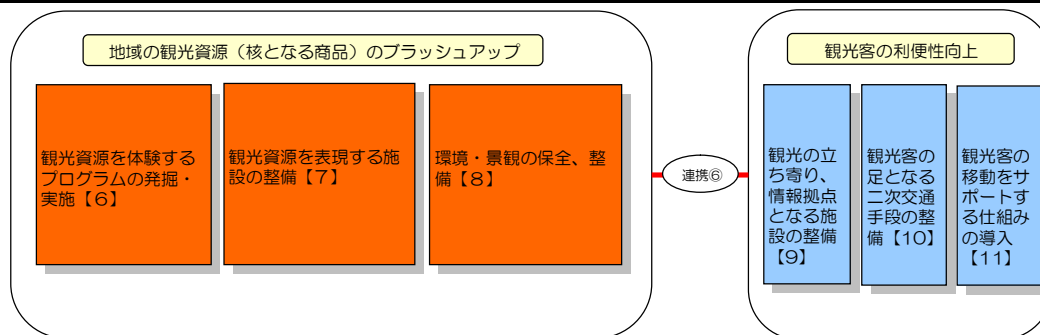 地域の観光資源（核となる商品）のブラッシュアップ
観光資源を体験する
プログラムの発掘・
実施【6】
観光資源を表現する施
設の整備【7】
環境・景観の保全、整
備【8】
連携⑥
観光客の利便性向上
観光の立
ち寄り、
情報拠点
となる施
設の整備
【9】
観光客の
足となる
二次交通
手段の整
備【10】
観光客の
移動をサ
ポートす
る仕組み
の導入
【11】